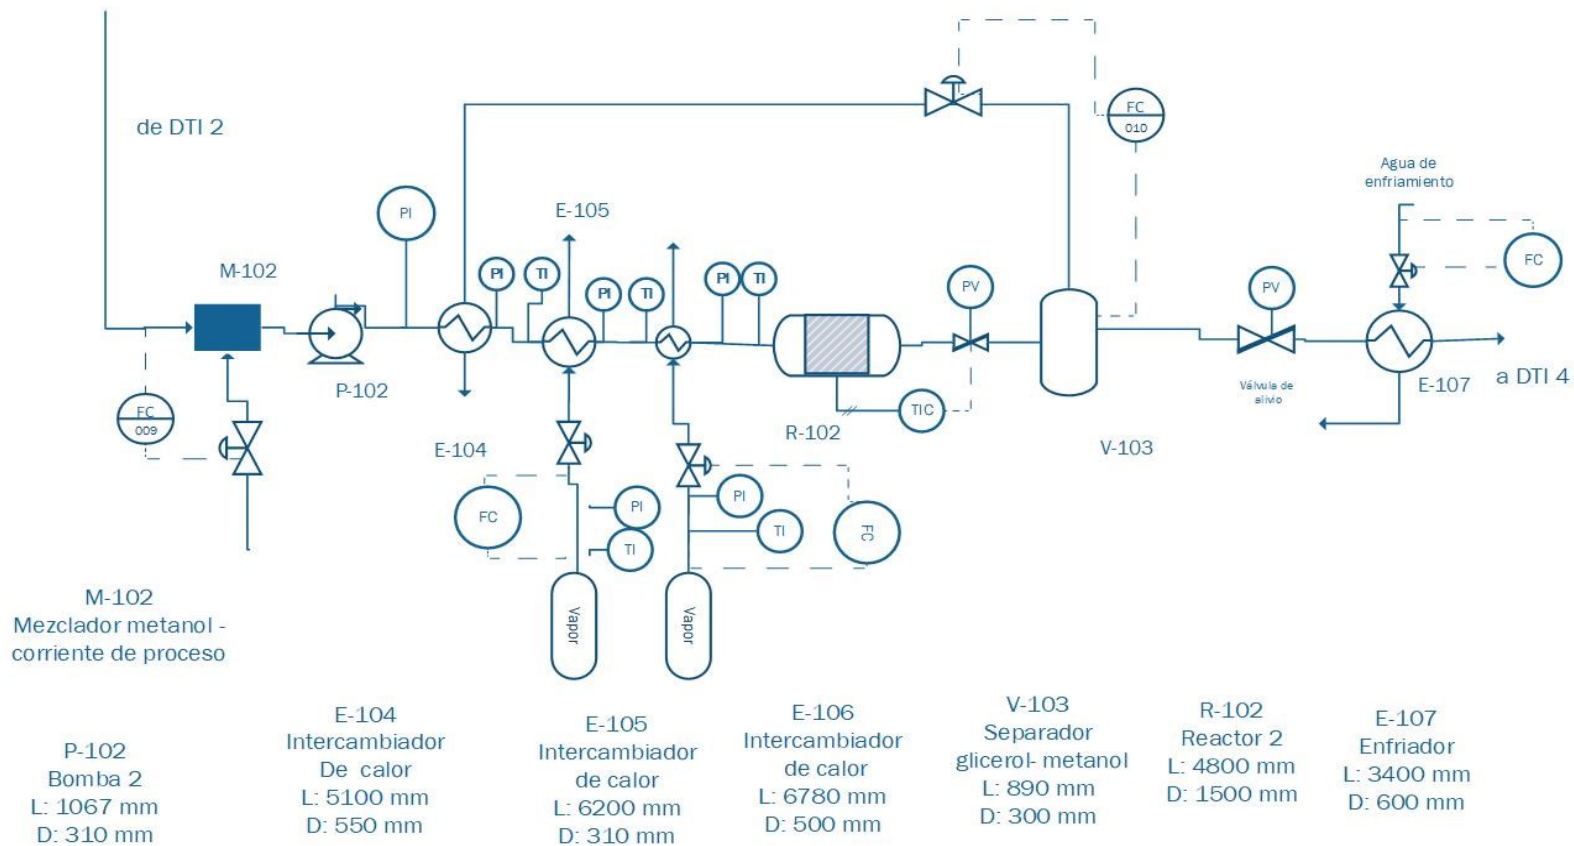 FC
010
de DTI 2
Agua de
enfriamiento
PI
E-105
FC
M-102
PI
TI
PI
TI
PI
TI
PV
PV
P-102
E-107
a DTI 4
Válvula de
alivio
FC
009
TIC
R-102
E-104
V-103
FC
PI
TI
PI
TI
FC
Vapor
Vapor
M-102
Mezclador metanol -
corriente de proceso
P-102
Bomba 2
L: 1067 mm
D: 310 mm
E-104
Intercambiador
De calor
L: 5100 mm
D: 550 mm
E-105
Intercambiador
de calor
L: 6200 mm
D: 310 mm
E-106
Intercambiador
de calor
L: 6780 mm
D: 500 mm
V-103
Separador
glicerol- metanol
L: 890 mm
D: 300 mm
R-102
Reactor 2
L: 4800 mm
D: 1500 mm
E-107
Enfriador
L: 3400 mm
D: 600 mm